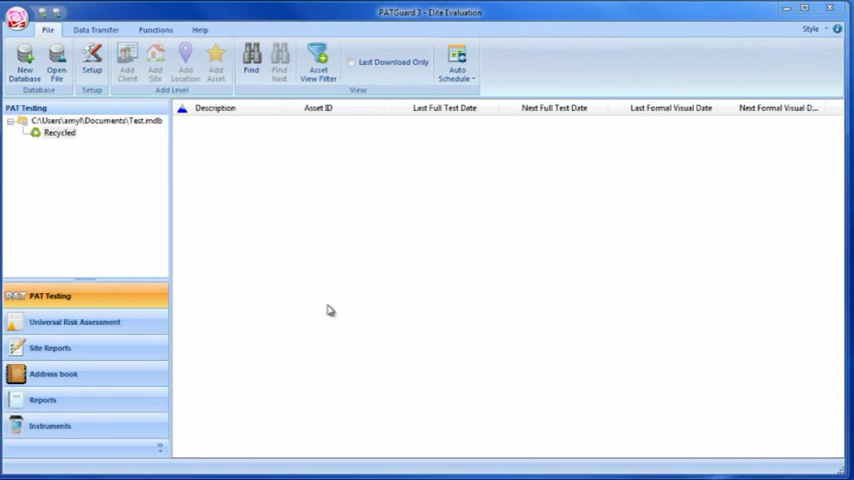 PATGuard 3 - Elite Evaluation
File Data Transfer Functions Help Style
New Database Open File Setup Add Client Add Site Add Location Add Asset Find Find Next Asset View Filter Last Download Only Auto Schedule
Database Setup Add Level View
PAT Testing Description Asset ID Last Full Test Date Next Full Test Date Last Formal Visual Date Next Formal Visual D...
C:\Users\amyl\Documents\Test.mdb
Recycled
PAT PAT Testing
Universal Risk Assessment
Site Reports
Address book
Reports
Instruments